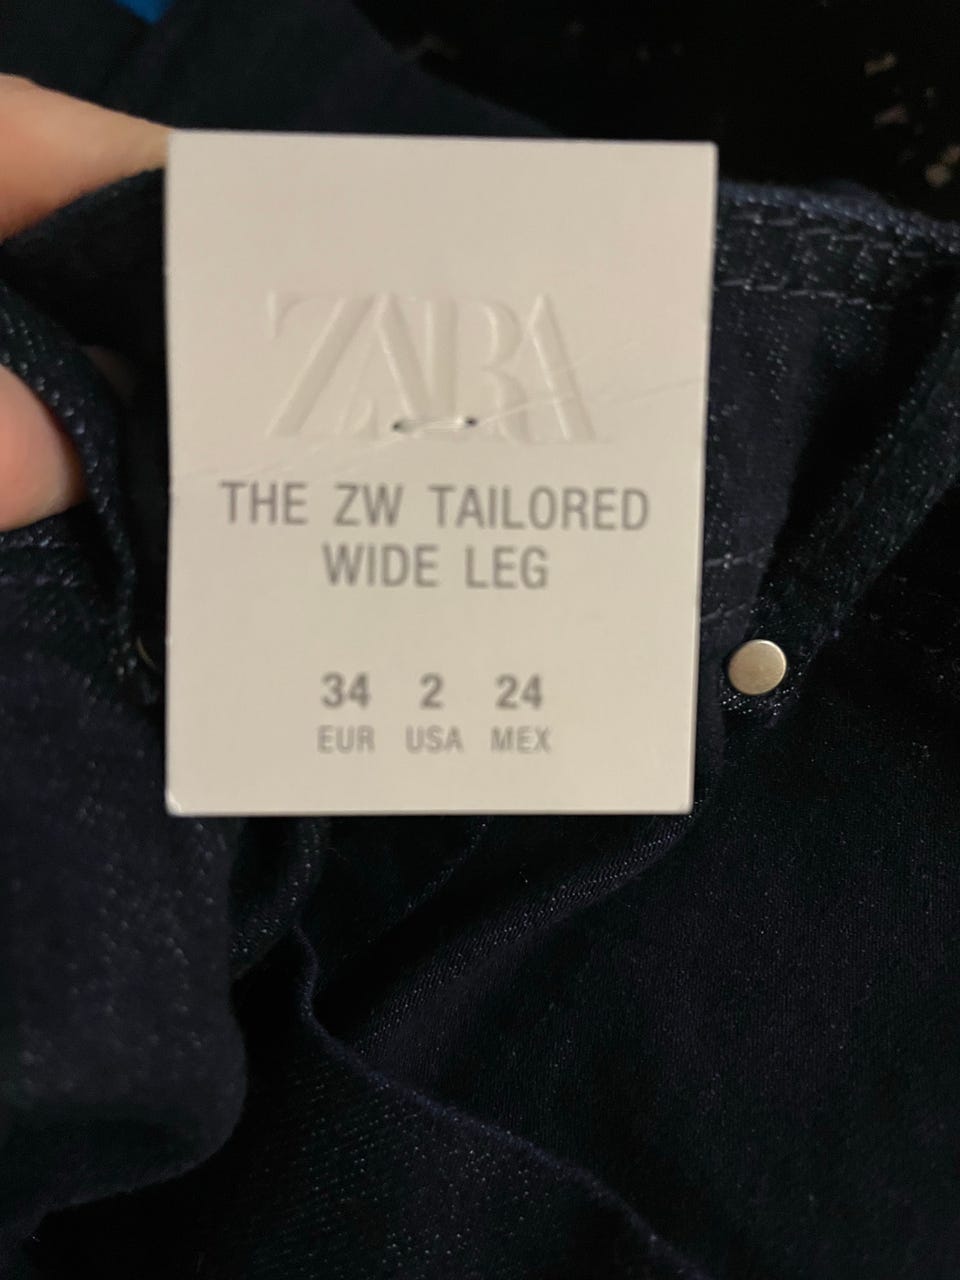 ZARA
THE ZW TAILORED
WIDE LEG
34 2 24
EUR USA MEX